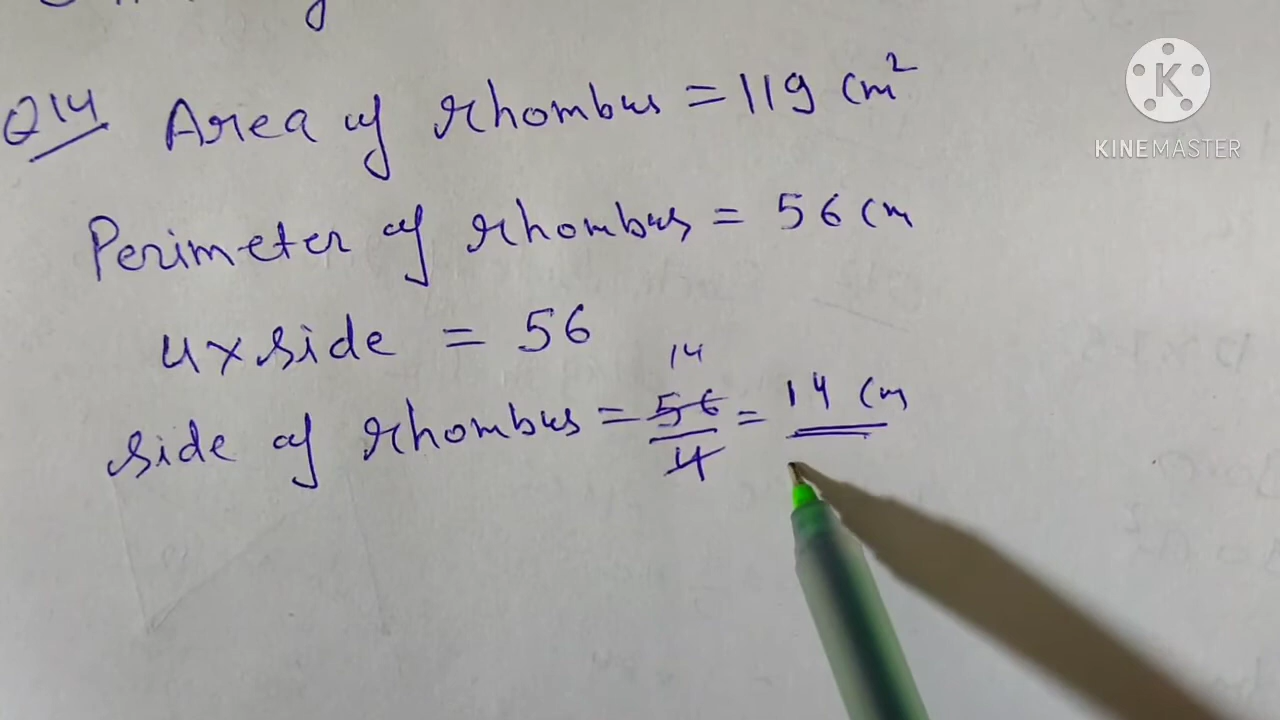 Q14 Area of rhombus = 119 cm²
K
KINEMASTER
Perimeter of rhombus = 56 cm
4×side = 56
14
side of rhombus = 56/4 = 14 cm